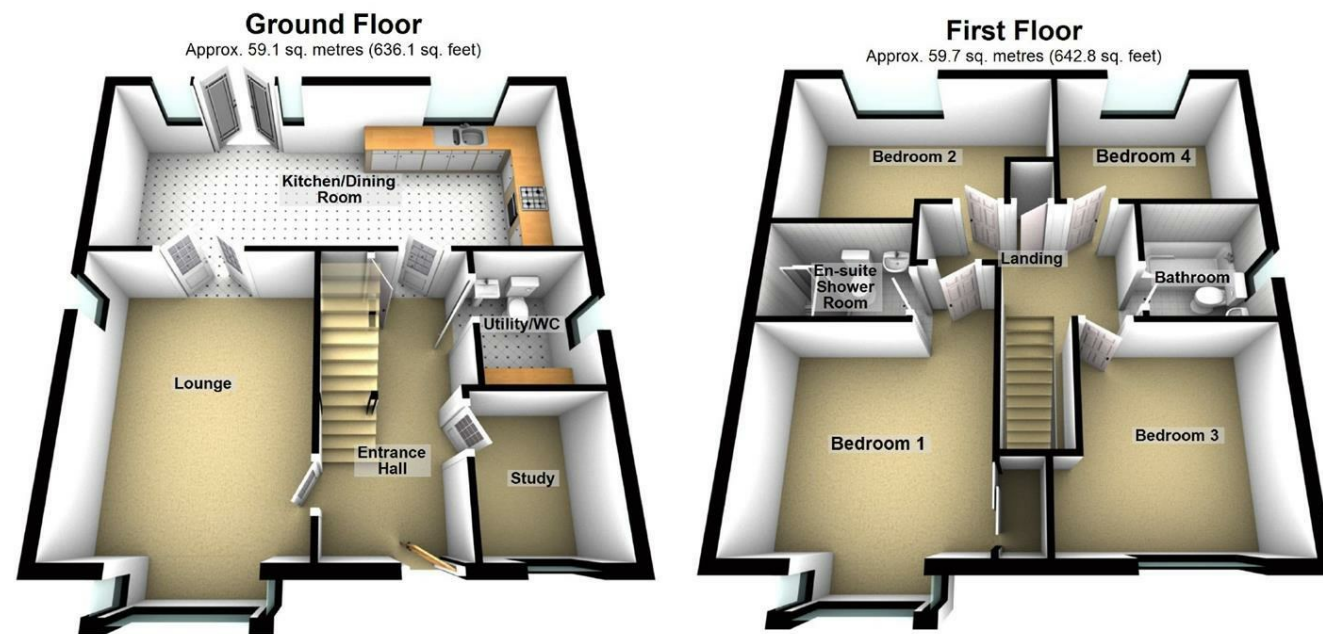 Ground Floor
Approx. 59.1 sq. metres (636.1 sq. feet)
Kitchen/Dining
Room
Utility/WC
Lounge
Entrance
Hall
Study
First Floor
Approx. 59.7 sq. metres (642.8 sq. feet)
Bedroom 2
Bedroom 4
En-suite
Shower
Room
Landing
Bathroom
Bedroom 1
Bedroom 3